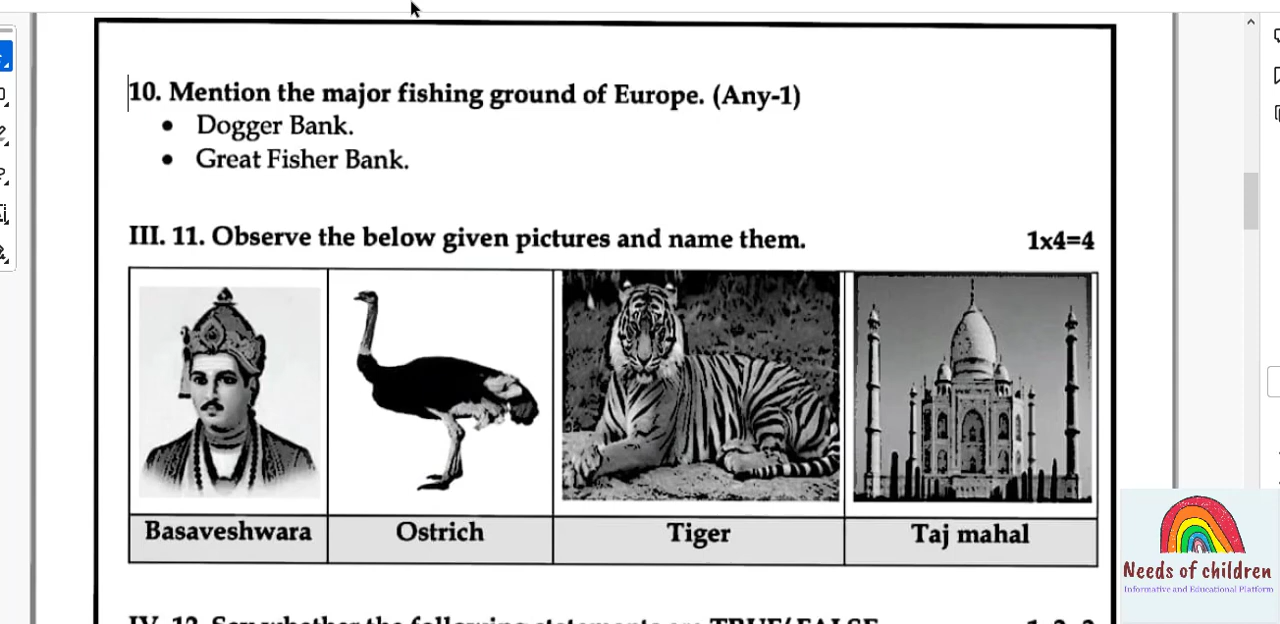 10. Mention the major fishing ground of Europe. (Any-1)
• Dogger Bank.
• Great Fisher Bank.
III. 11. Observe the below given pictures and name them. 1x4=4
Basaveshwara Ostrich Tiger Taj mahal
Needs of children
Informative and Educational Platform